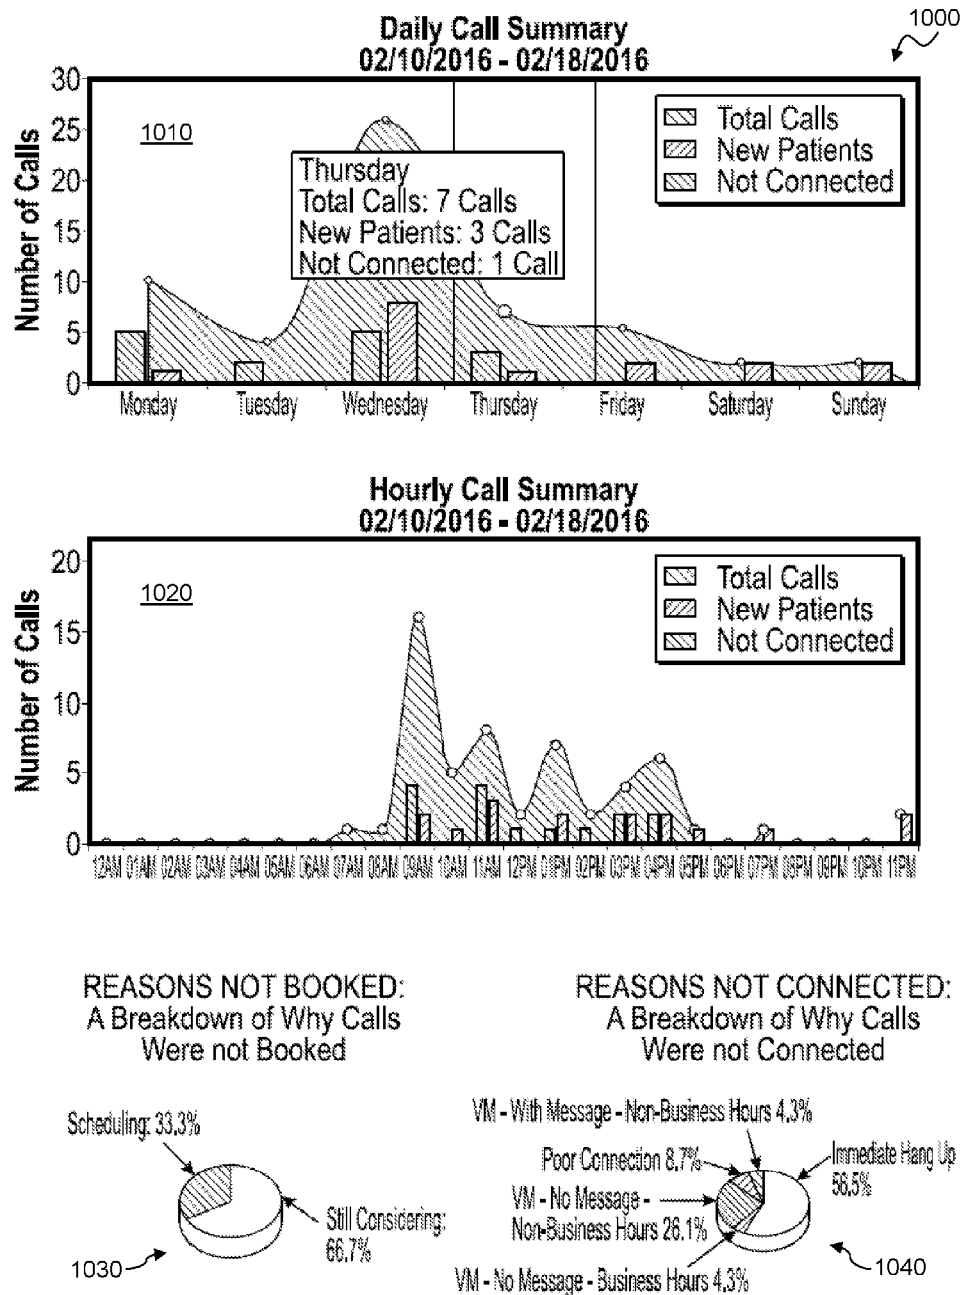 Daily Call Summary
02/10/2016 - 02/18/2016
1000
Number of Calls
30
25
20
15
10
5
0
1010
Total Calls
New Patients
Not Connected
Thursday
Total Calls: 7 Calls
New Patients: 3 Calls
Not Connected: 1 Call
Monday
Tuesday
Wednesday
Thursday
Friday
Saturday
Sunday
Hourly Call Summary
02/10/2016 - 02/18/2016
Number of Calls
20
15
10
5
0
1020
Total Calls
New Patients
Not Connected
12AM 01AM 02AM 03AM 04AM 05AM 06AM 07AM 08AM 09AM 10AM 11AM 12PM 01PM 02PM 03PM 04PM 05PM 06PM 07PM 08PM 09PM 10PM 11PM
REASONS NOT BOOKED:
A Breakdown of Why Calls
Were not Booked
Scheduling: 33.3%
Still Considering:
66.7%
1030
REASONS NOT CONNECTED:
A Breakdown of Why Calls
Were not Connected
VM - With Message - Non-Business Hours 4.3%
Poor Connection 8.7%
Immediate Hang Up
56.5%
VM - No Message -
Non-Business Hours 26.1%
VM - No Message - Business Hours 4.3%
1040